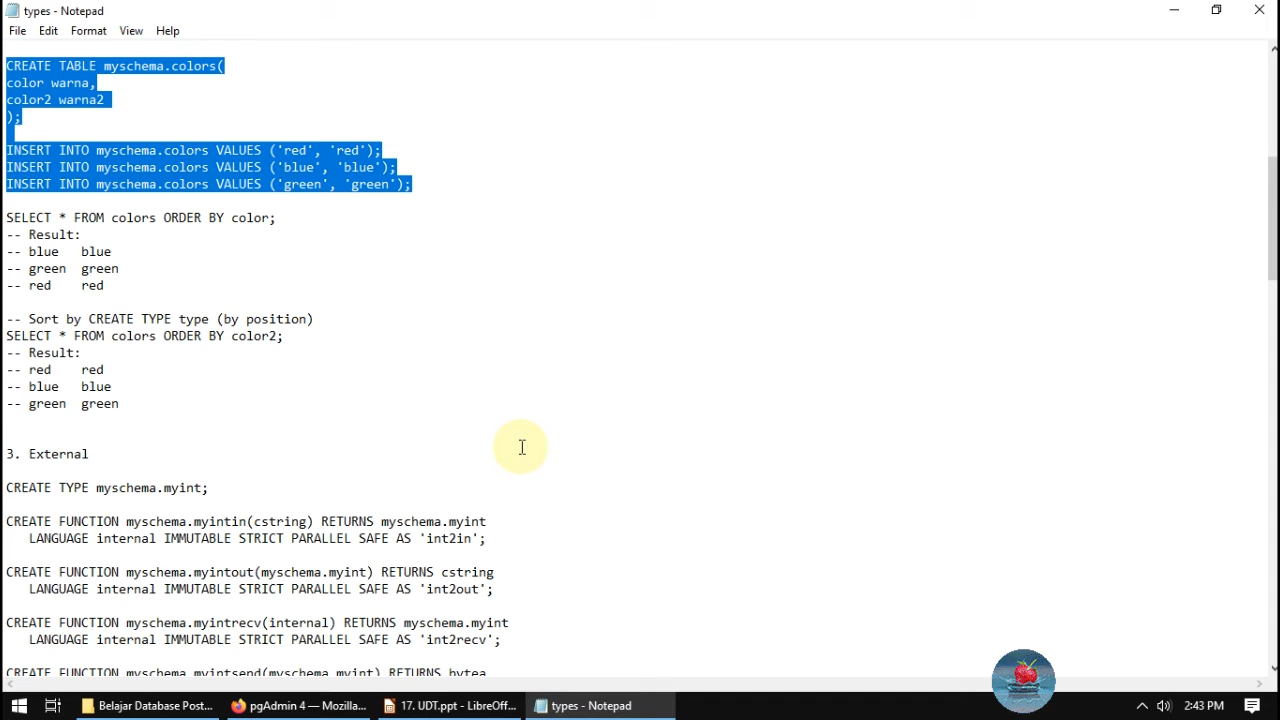 types - Notepad
File Edit Format View Help
CREATE TABLE myschema.colors(
color warna,
color2 warna2
);
INSERT INTO myschema.colors VALUES ('red', 'red');
INSERT INTO myschema.colors VALUES ('blue', 'blue');
INSERT INTO myschema.colors VALUES ('green', 'green');
SELECT * FROM colors ORDER BY color;
-- Result:
-- blue   blue
-- green  green
-- red    red
-- Sort by CREATE TYPE type (by position)
SELECT * FROM colors ORDER BY color2;
-- Result:
-- red    red
-- blue   blue
-- green  green
3. External
CREATE TYPE myschema.myint;
CREATE FUNCTION myschema.myintin(cstring) RETURNS myschema.myint
   LANGUAGE internal IMMUTABLE STRICT PARALLEL SAFE AS 'int2in';
CREATE FUNCTION myschema.myintout(myschema.myint) RETURNS cstring
   LANGUAGE internal IMMUTABLE STRICT PARALLEL SAFE AS 'int2out';
CREATE FUNCTION myschema.myintrecv(internal) RETURNS myschema.myint
   LANGUAGE internal IMMUTABLE STRICT PARALLEL SAFE AS 'int2recv';
CREATE FUNCTION myschema.myintsend(myschema.myint) RETURNS bytea
Belajar Database Post... pgAdmin 4 — Mozilla... 17. UDT.ppt - LibreOff... types - Notepad 2:43 PM